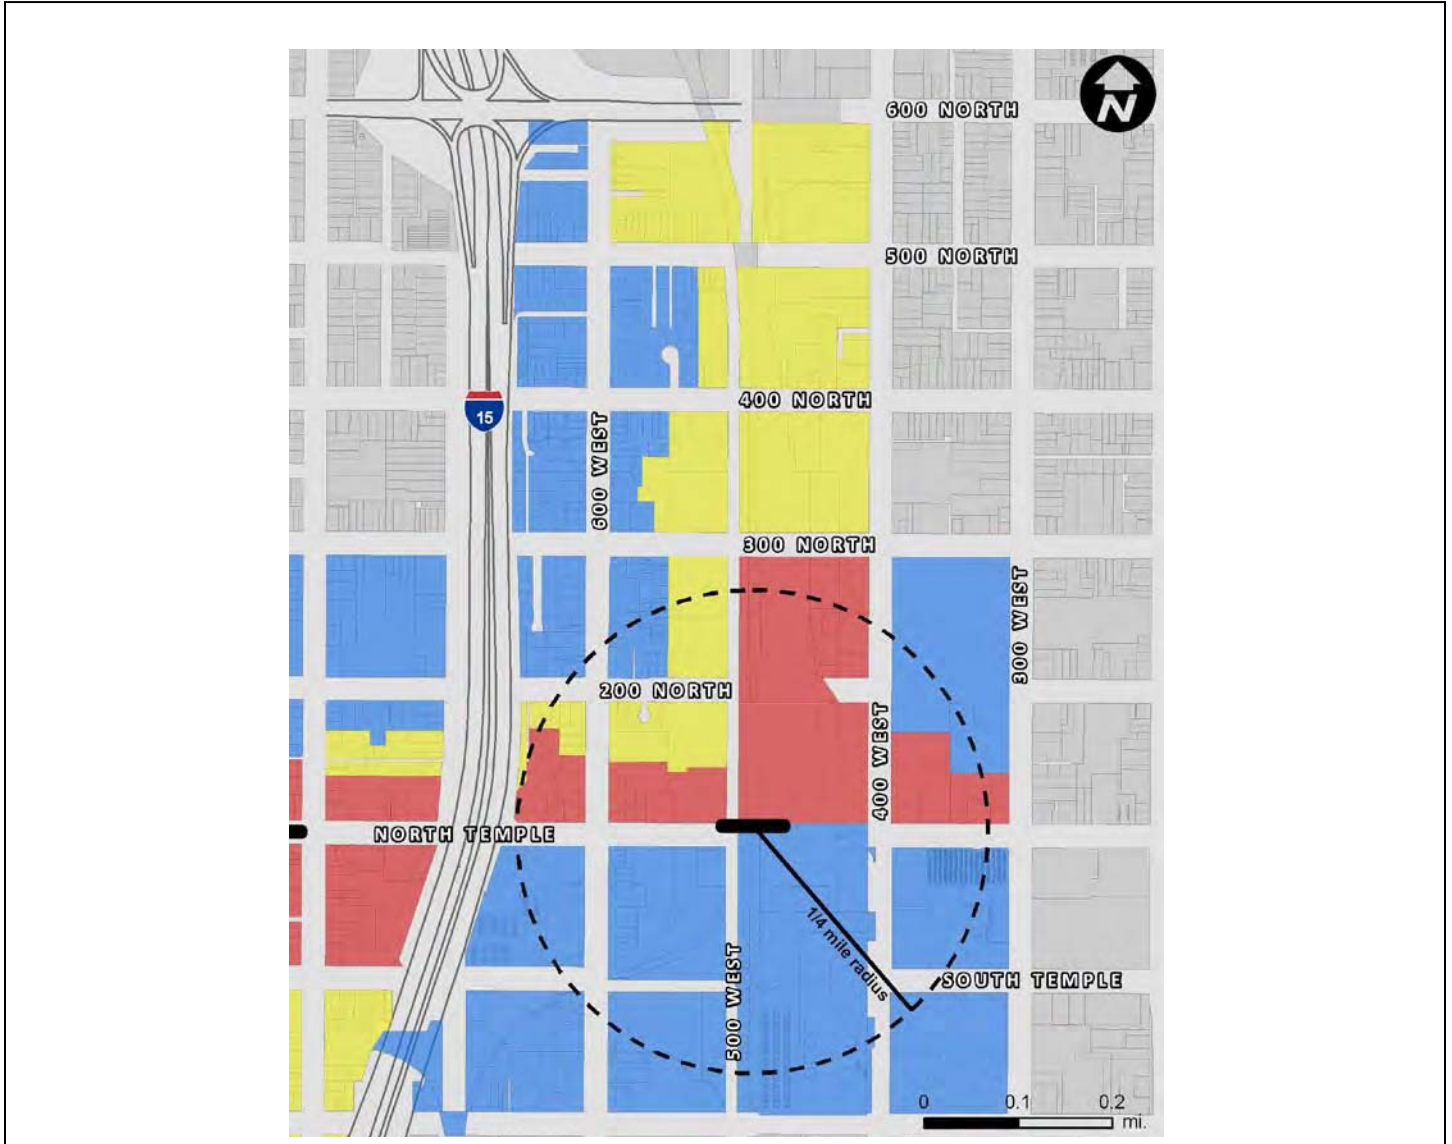 N
600 NORTH
500 NORTH
15
400 NORTH
600 WEST
300 NORTH
300 WEST
200 NORTH
400 WEST
NORTH TEMPLE
1/4 mile radius
500 WEST
SOUTH TEMPLE
0 0.1 0.2
mi.